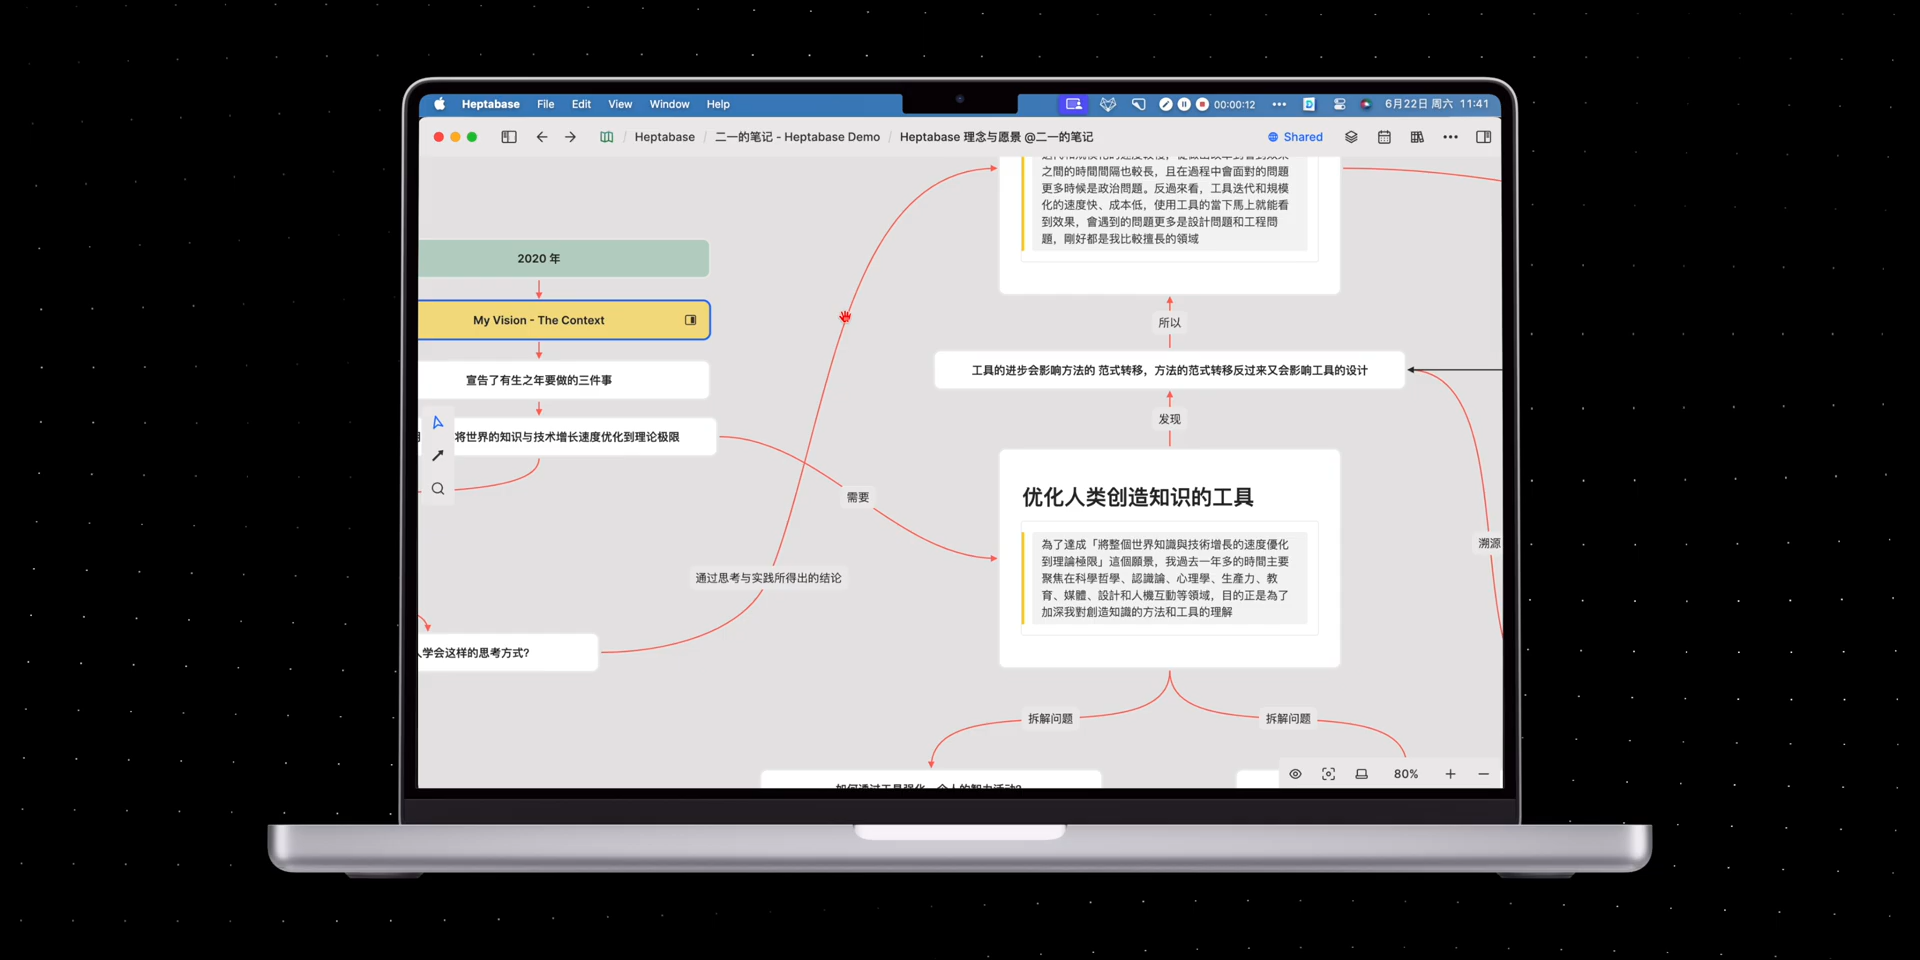 Heptabase File Edit View Window Help
00:00:12
6月22日 周六 11:41
Heptabase / 二一的笔记 - Heptabase Demo / Heptabase 理念与愿景 @二一的笔记
Shared
之間的時間間隔也較長，且在過程中會面對的問題
更多時候是政治問題。反過來看，工具迭代和規模
化的速度快、成本低，使用工具的當下馬上就能看
到效果，會遇到的問題更多是設計問題和工程問
題，剛好都是我比較擅長的領域
2020 年
My Vision - The Context
宣告了有生之年要做的三件事
将世界的知识与技术增长速度优化到理论极限
所以
工具的进步会影响方法的 范式转移，方法的范式转移反过来又会影响工具的设计
发现
需要
优化人类创造知识的工具
為了達成「將整個世界知識與技術增長的速度優化
到理論極限」這個願景，我過去一年多的時間主要
聚焦在科學哲學、認識論、心理學、生產力、教
育、媒體、設計和人機互動等領域，目的正是為了
加深我對創造知識的方法和工具的理解
溯源
通过思考与实践所得出的结论
学会这样的思考方式?
拆解问题
拆解问题
80%